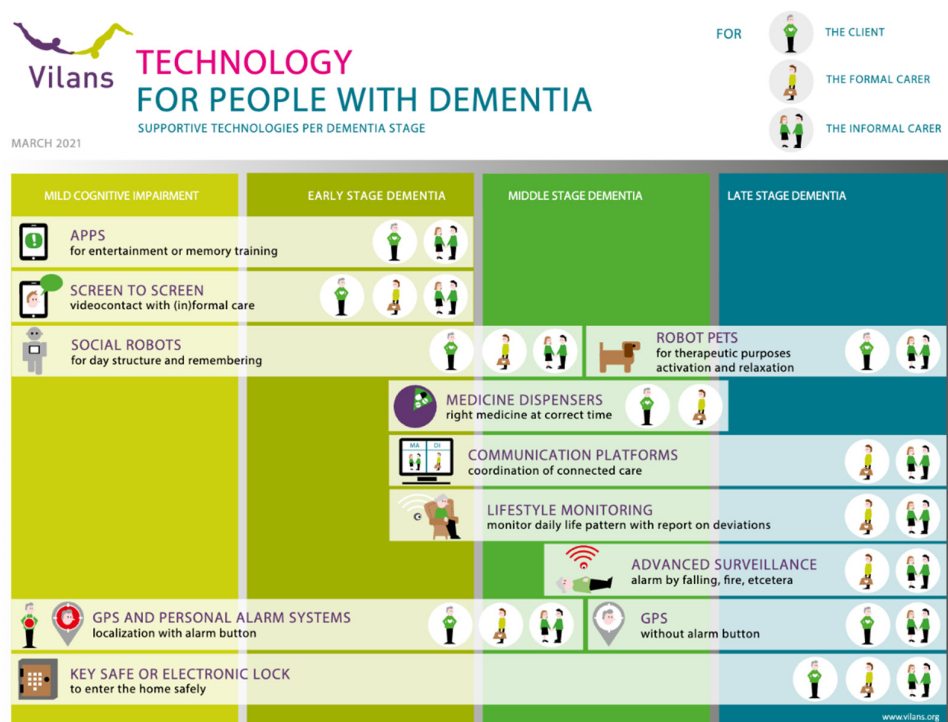 Vilans
TECHNOLOGY
FOR PEOPLE WITH DEMENTIA
SUPPORTIVE TECHNOLOGIES PER DEMENTIA STAGE
MARCH 2021
FOR
THE CLIENT
THE FORMAL CARER
THE INFORMAL CARER
MILD COGNITIVE IMPAIRMENT
EARLY STAGE DEMENTIA
MIDDLE STAGE DEMENTIA
LATE STAGE DEMENTIA
APPS
for entertainment or memory training
SCREEN TO SCREEN
videocontact with (in)formal care
SOCIAL ROBOTS
for day structure and remembering
ROBOT PETS
for therapeutic purposes
activation and relaxation
MEDICINE DISPENSERS
right medicine at correct time
MA DI
COMMUNICATION PLATFORMS
coordination of connected care
LIFESTYLE MONITORING
monitor daily life pattern with report on deviations
ADVANCED SURVEILLANCE
alarm by falling, fire, etcetera
GPS AND PERSONAL ALARM SYSTEMS
localization with alarm button
GPS
without alarm button
KEY SAFE OR ELECTRONIC LOCK
to enter the home safely
www.vilans.org